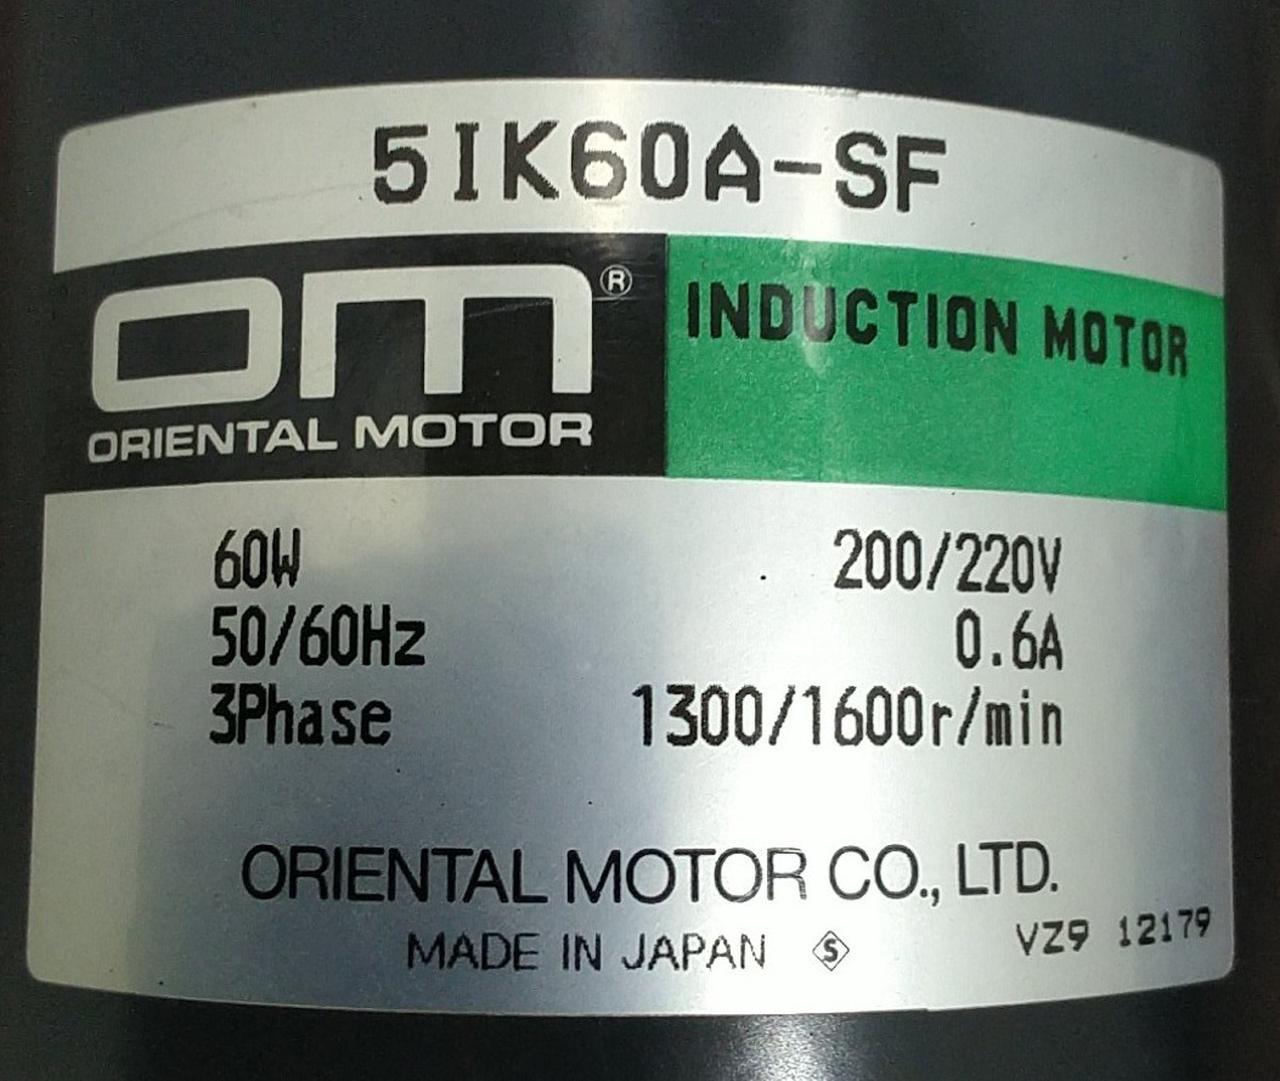 5IK60A-SF
OM®
ORIENTAL MOTOR
INDUCTION MOTOR
60W 200/220V
50/60Hz 0.6A
3Phase 1300/1600r/min
ORIENTAL MOTOR CO., LTD.
MADE IN JAPAN S VZ9 12179